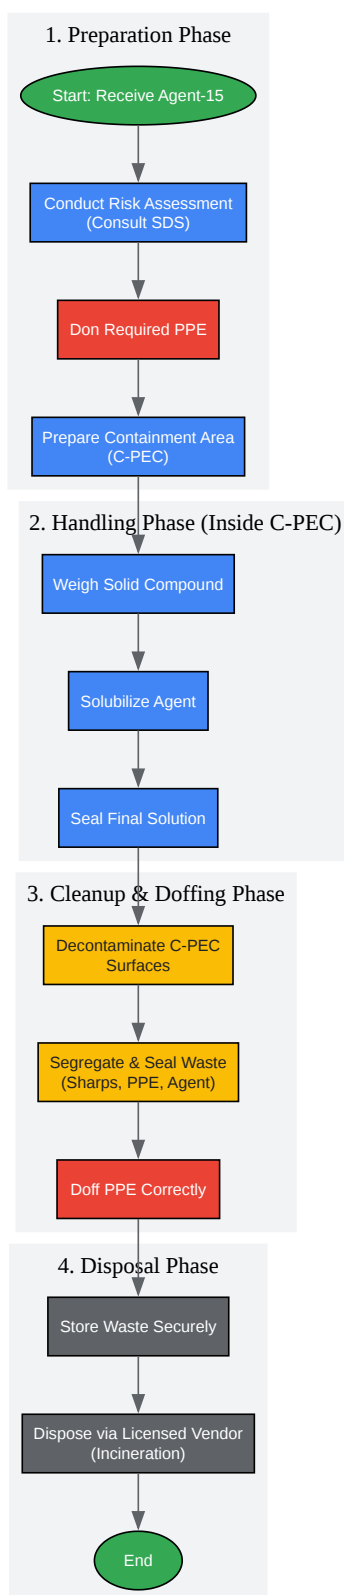 1. Preparation Phase
Start: Receive Agent-15
Conduct Risk Assessment
(Consult SDS)
Don Required PPE
Prepare Containment Area
(C-PEC)
2. Handling Phase (Inside C-PEC)
Weigh Solid Compound
Solubilize Agent
Seal Final Solution
3. Cleanup & Doffing Phase
Decontaminate C-PEC
Surfaces
Segregate & Seal Waste
(Sharps, PPE, Agent)
Doff PPE Correctly
4. Disposal Phase
Store Waste Securely
Dispose via Licensed Vendor
(Incineration)
End